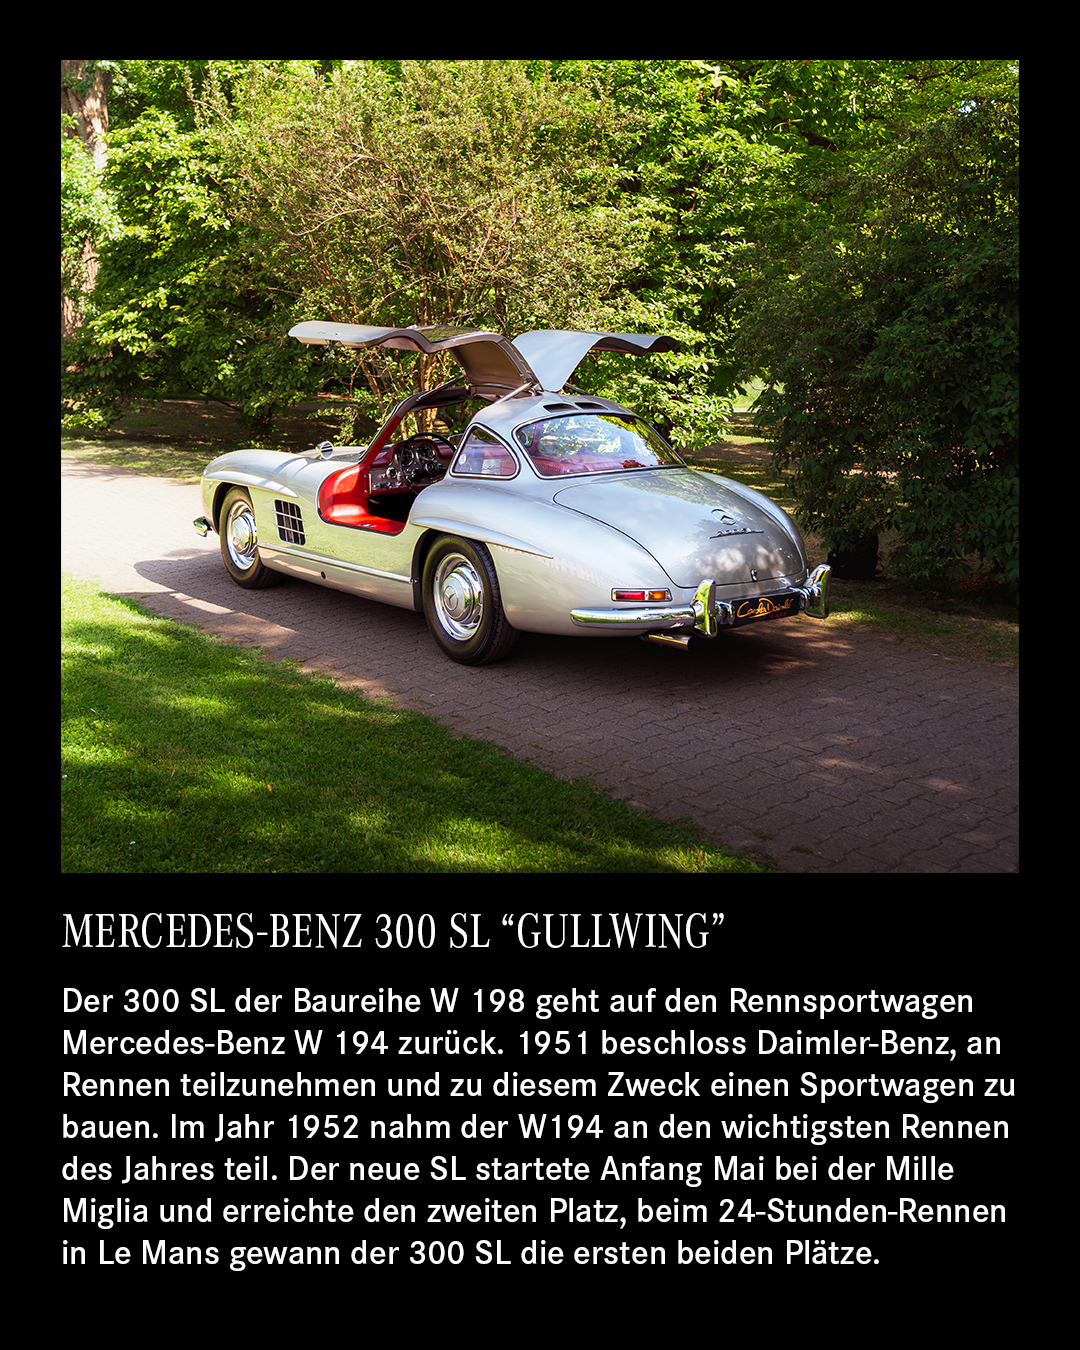 Carola Daimler
MERCEDES-BENZ 300 SL “GULLWING”
Der 300 SL der Baureihe W 198 geht auf den Rennsportwagen
Mercedes-Benz W 194 zurück. 1951 beschloss Daimler-Benz, an
Rennen teilzunehmen und zu diesem Zweck einen Sportwagen zu
bauen. Im Jahr 1952 nahm der W194 an den wichtigsten Rennen
des Jahres teil. Der neue SL startete Anfang Mai bei der Mille
Miglia und erreichte den zweiten Platz, beim 24-Stunden-Rennen
in Le Mans gewann der 300 SL die ersten beiden Plätze.